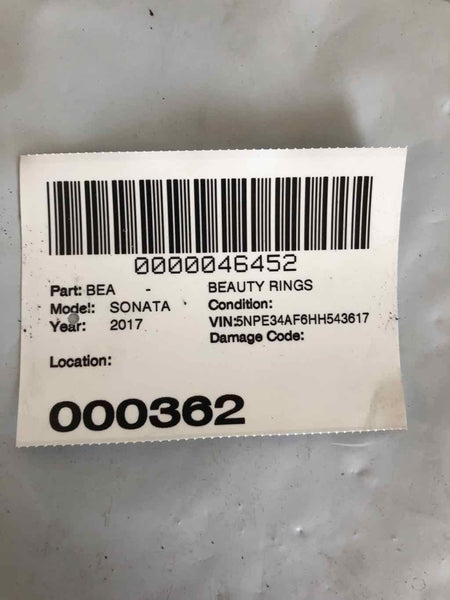 0000046452
Part: BEA - BEAUTY RINGS
Model: SONATA Condition:
Year: 2017 VIN:5NPE34AF6HH543617
Damage Code:
Location:
000362